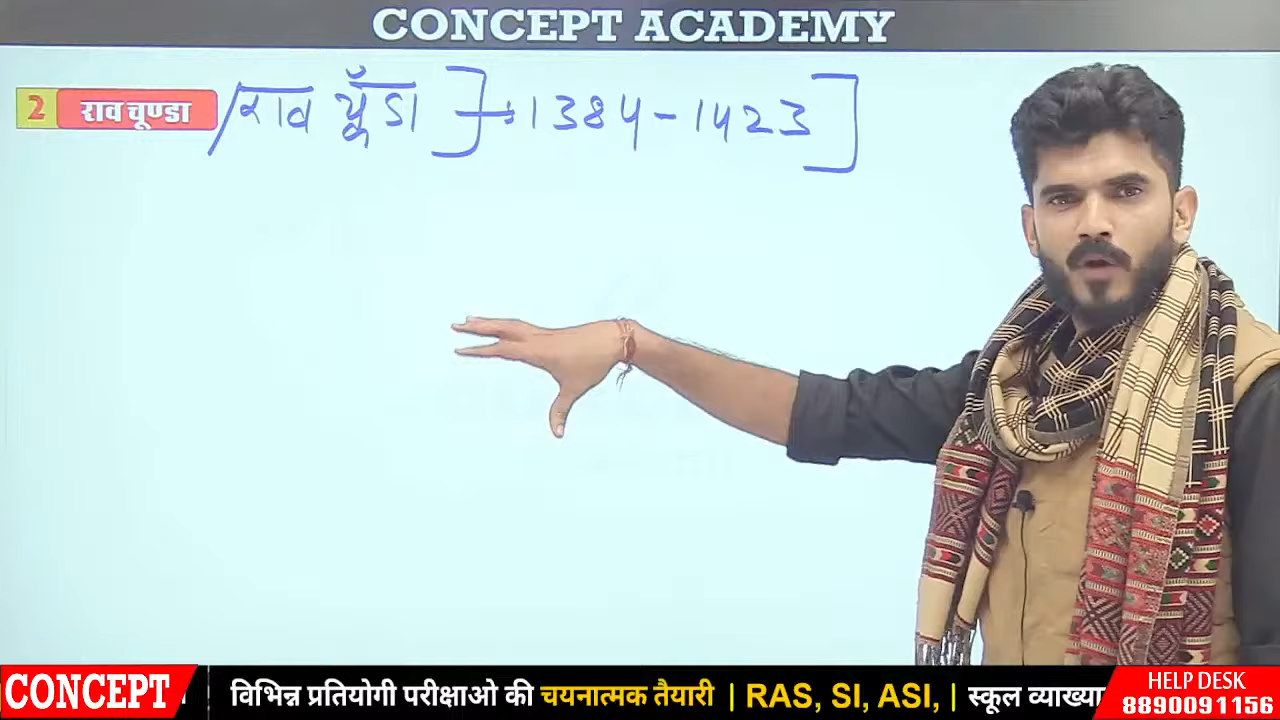 CONCEPT ACADEMY
2 राव चूण्डा राव चूँडा 1384-1423
CONCEPT विभिन्न प्रतियोगी परीक्षाओ की चयनात्मक तैयारी | RAS, SI, ASI, | स्कूल व्याख्या
HELP DESK
8890091156